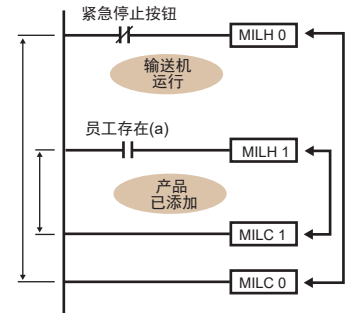 紧急停止按钮
MILH 0
输送机
运行
员工存在(a)
MILH 1
产品
已添加
MILC 1
MILC 0